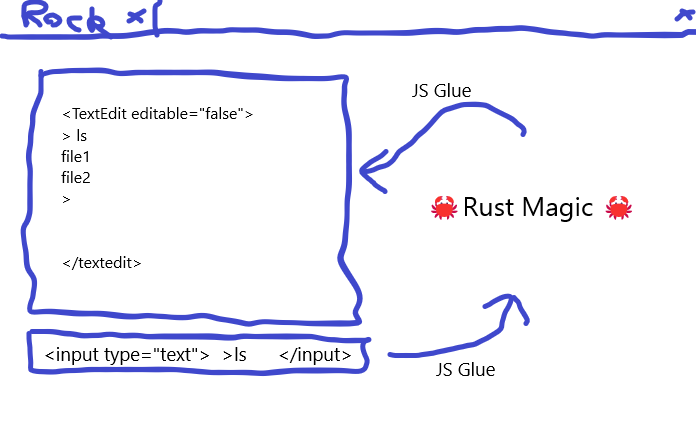 Rock x
x
JS Glue
<TextEdit editable="false">
> ls
file1
file2
>
</textedit>
🦀 Rust Magic 🦀
<input type="text"> >ls </input>
JS Glue